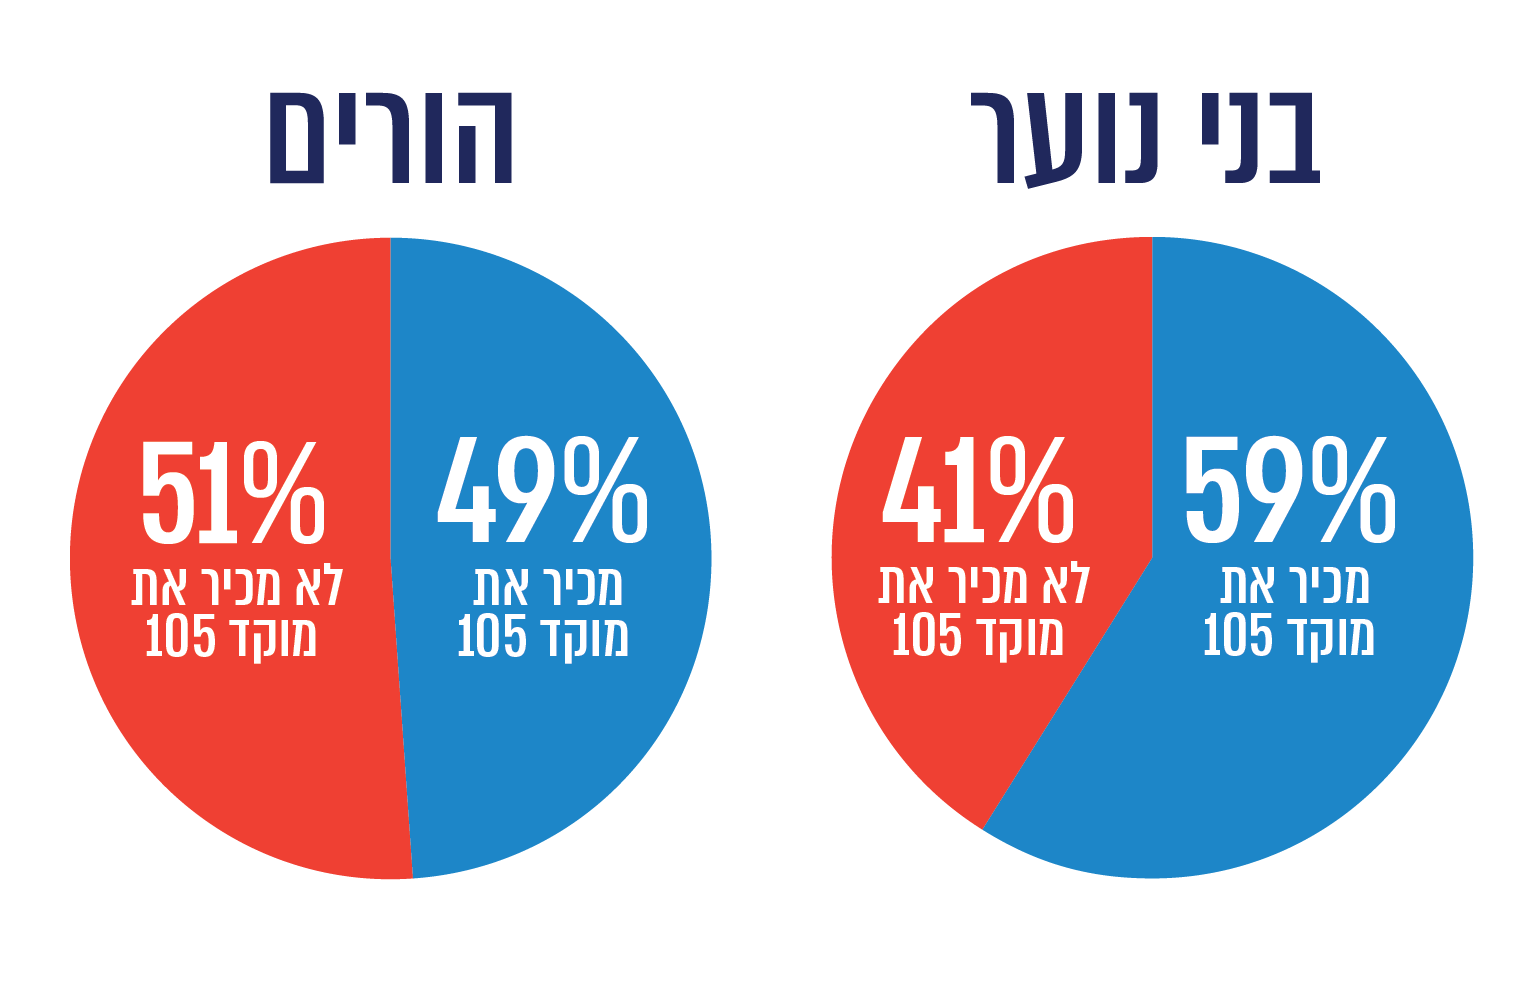 בני נוער
59%
מכיר את
מוקד 105
41%
לא מכיר את
מוקד 105
הורים
49%
מכיר את
מוקד 105
51%
לא מכיר את
מוקד 105